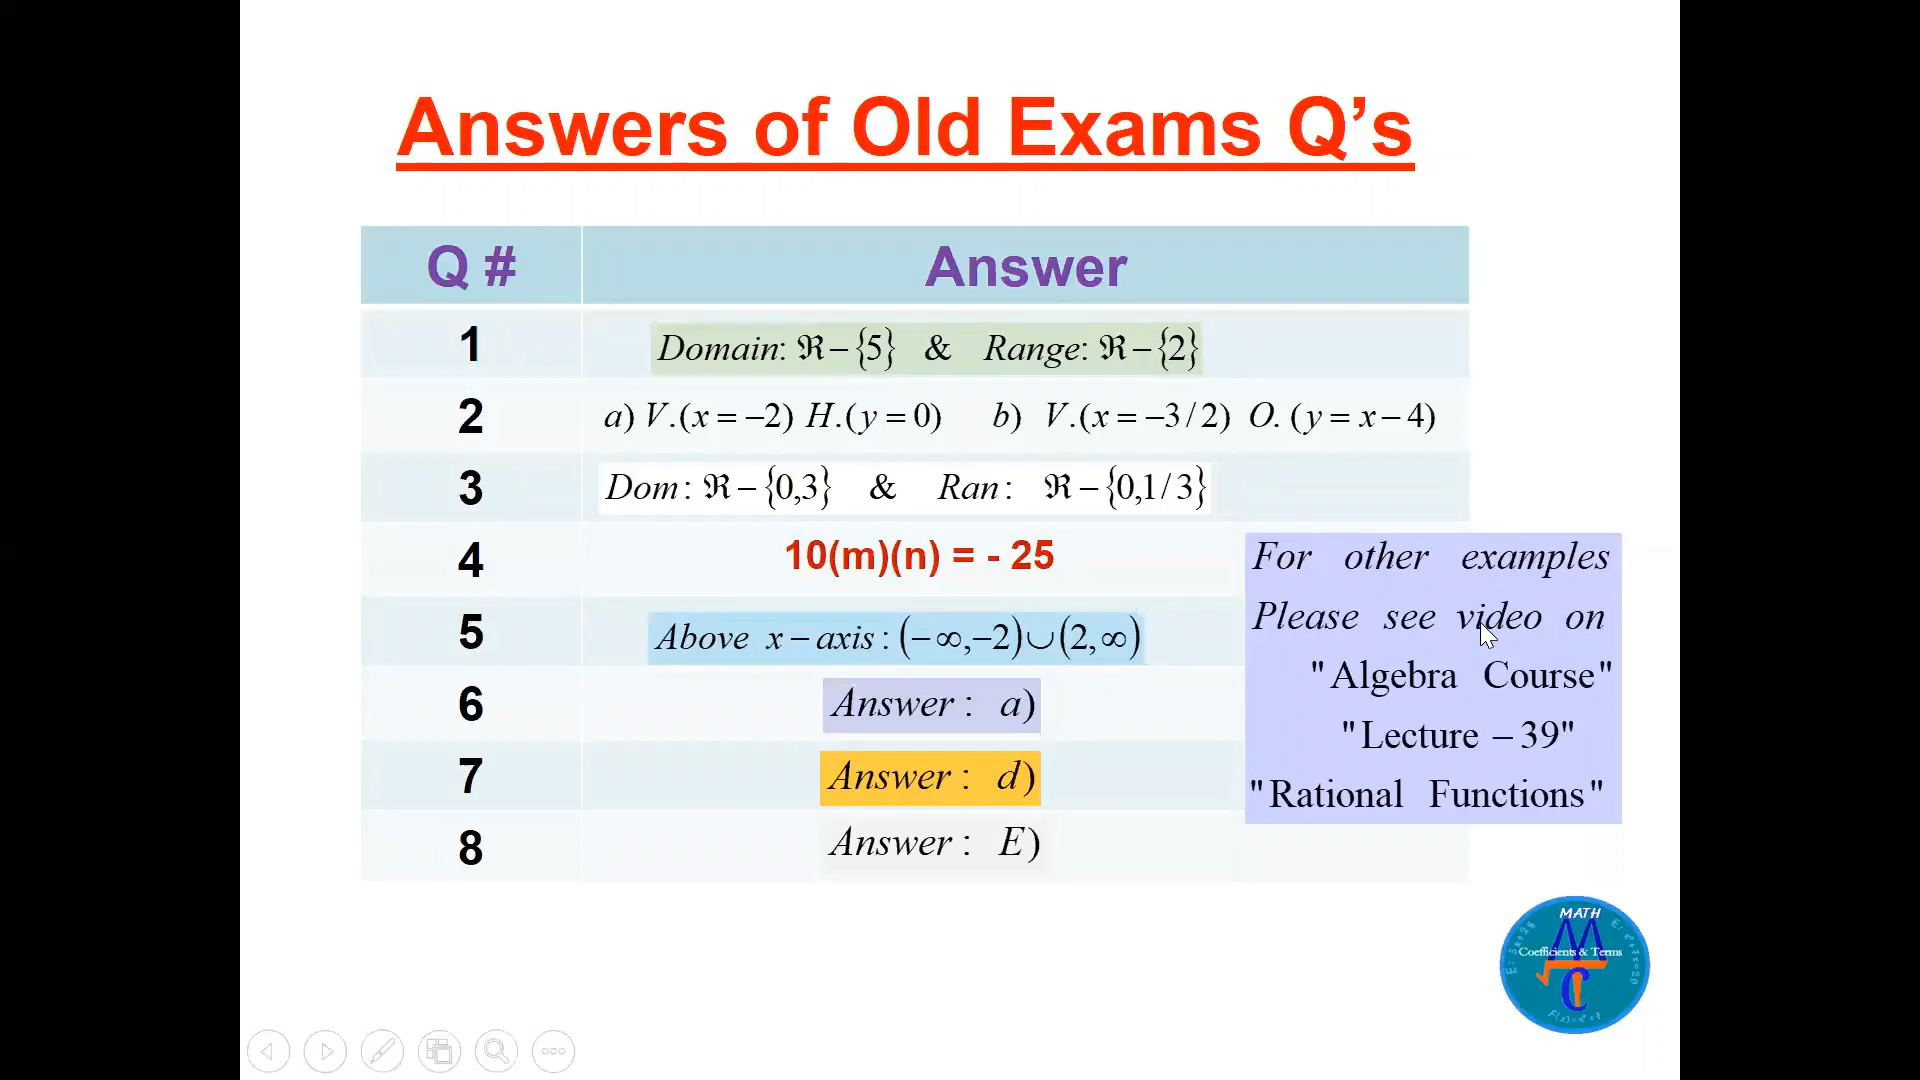 Answers of Old Exams Q’s
Q # Answer
1 Domain: ℜ–{5} & Range: ℜ–{2}
2 a) V.(x = –2) H.(y = 0) b) V.(x = –3/2) O. (y = x – 4)
3 Dom: ℜ–{0,3} & Ran: ℜ–{0,1/3}
4 10(m)(n) = - 25
5 Above x–axis: (–∞,–2)∪(2,∞)
6 Answer: a)
7 Answer: d)
8 Answer: E)
For other examples
Please see video on
"Algebra Course"
"Lecture – 39"
"Rational Functions"
MATH
Coefficients & Terms